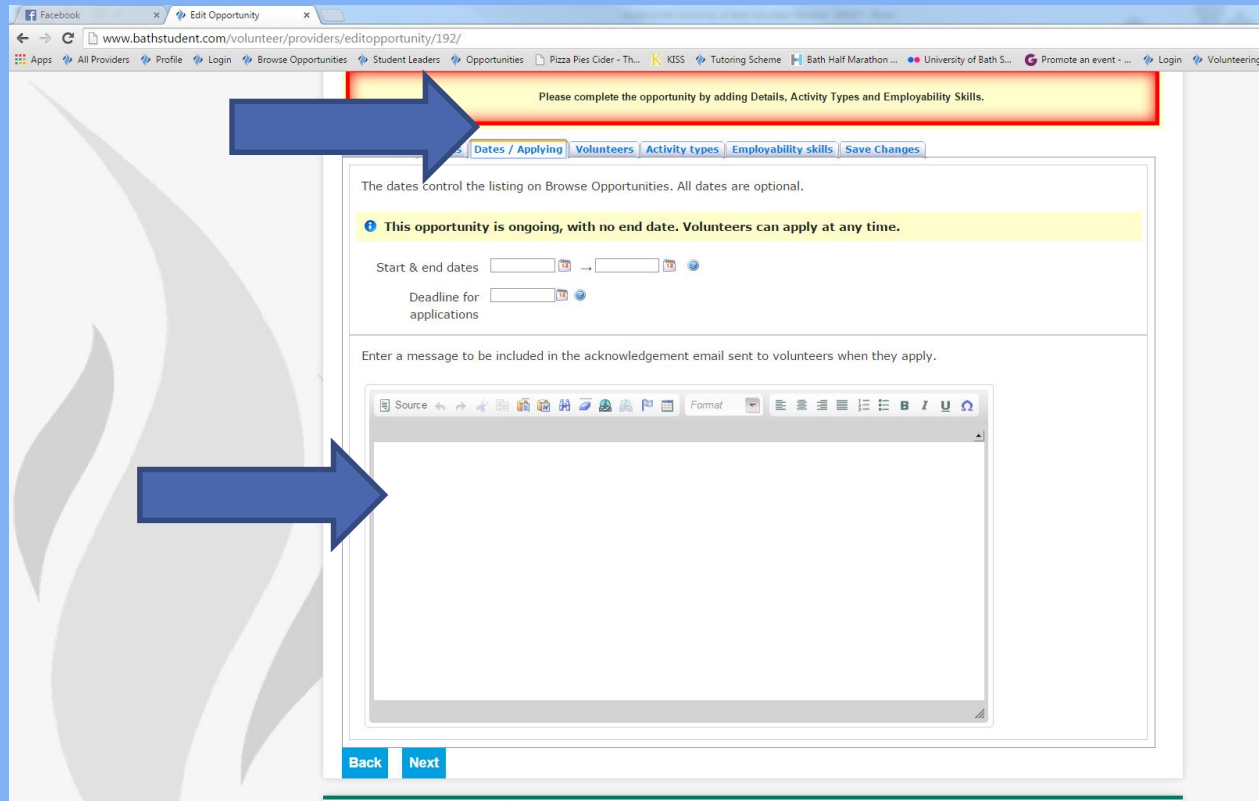 Facebook
Edit Opportunity
www.bathstudent.com/volunteer/providers/editopportunity/192/
Apps All Providers Profile Login Browse Opportunities Student Leaders Opportunities Pizza Pies Cider - Th... KISS Tutoring Scheme Bath Half Marathon ... University of Bath S... Promote an event - ... Login Volunteering
Please complete the opportunity by adding Details, Activity Types and Employability Skills.
Dates / Applying Volunteers Activity types Employability skills Save Changes
The dates control the listing on Browse Opportunities. All dates are optional.
This opportunity is ongoing, with no end date. Volunteers can apply at any time.
Start & end dates →
Deadline for
applications
Enter a message to be included in the acknowledgement email sent to volunteers when they apply.
Source Format B I U Ω
Back Next